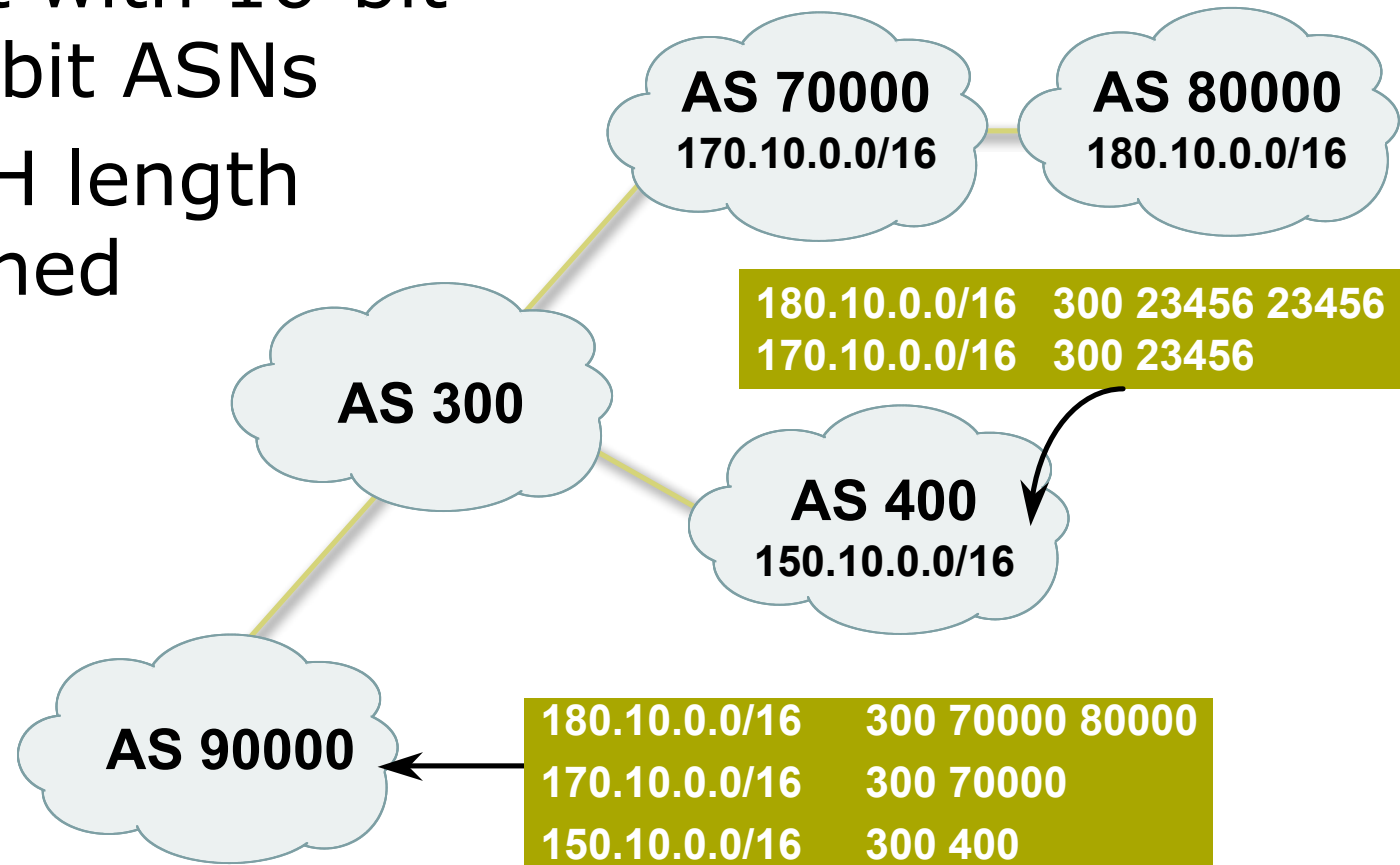 bit ASNs
H length
AS 70000
170.10.0.0/16
AS 80000
180.10.0.0/16
180.10.0.0/16 300 23456 23456
170.10.0.0/16 300 23456
AS 300
AS 400
150.10.0.0/16
AS 90000
180.10.0.0/16 300 70000 80000
170.10.0.0/16 300 70000
150.10.0.0/16 300 400